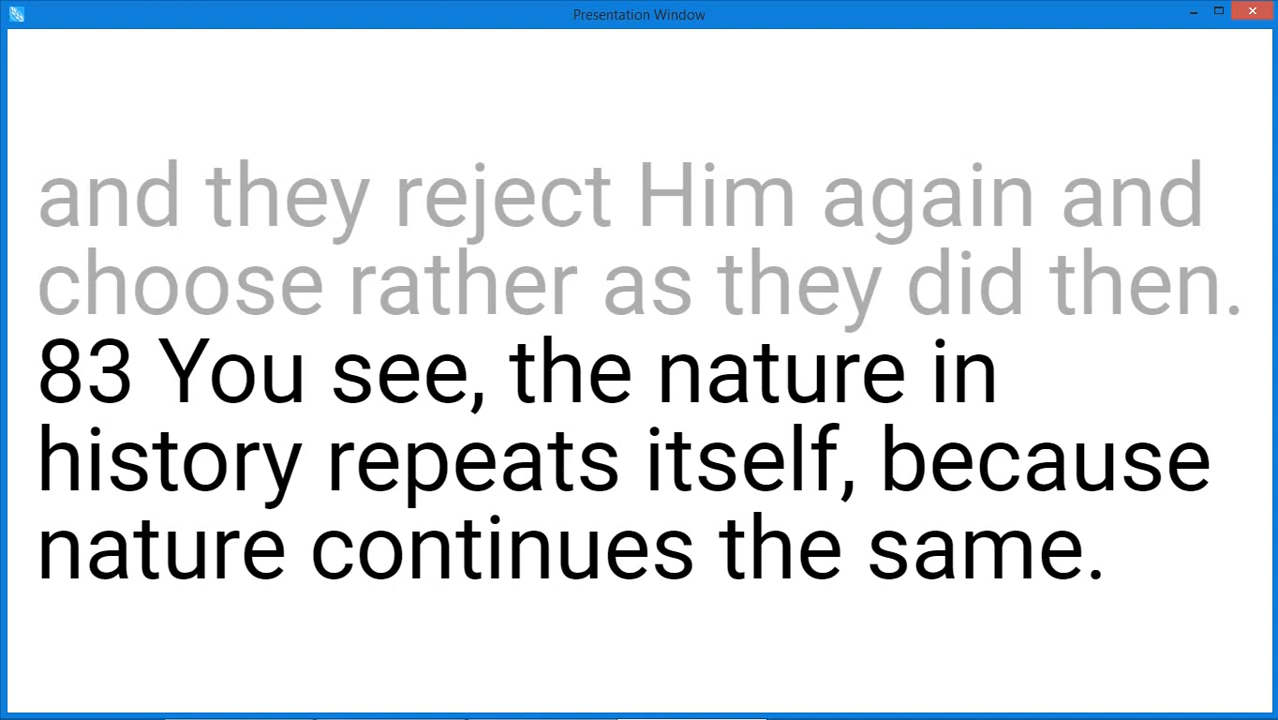 Presentation Window
and they reject Him again and
choose rather as they did then.
83 You see, the nature in
history repeats itself, because
nature continues the same.